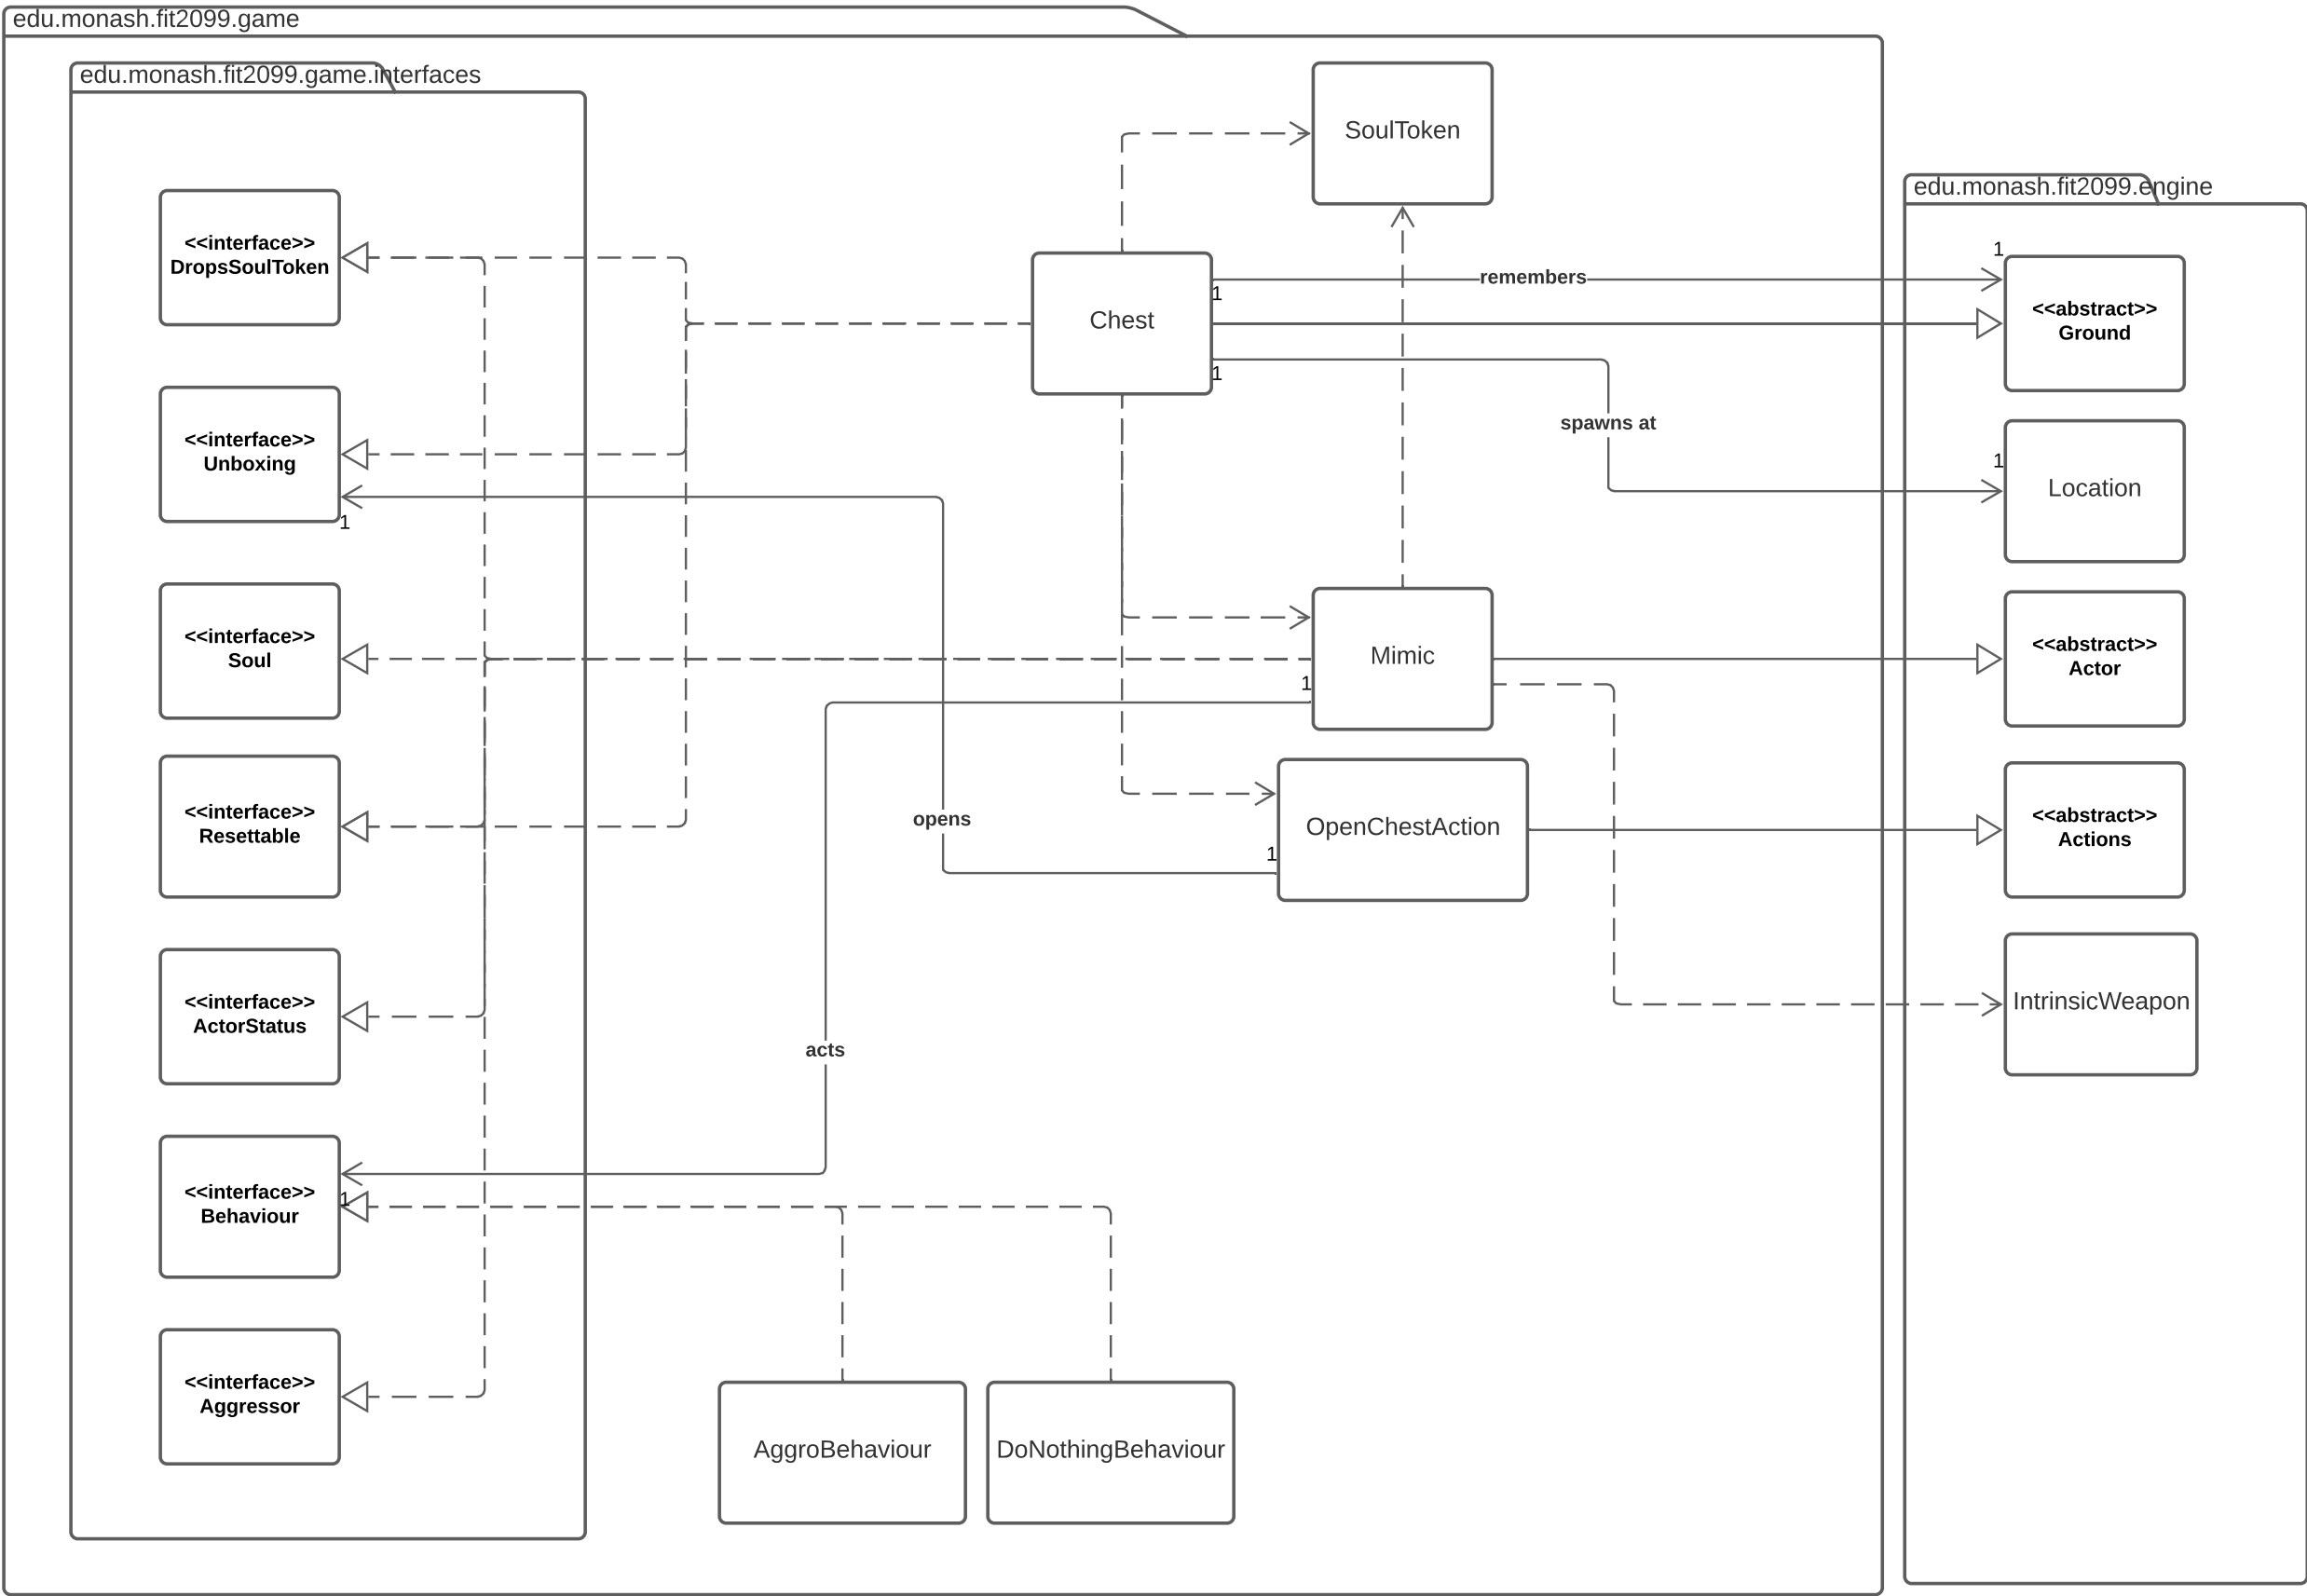 edu.monash.fit2099.game
edu.monash.fit2099.game.interfaces
SoulToken
edu.monash.fit2099.engine
<<interface>>
DropsSoulToken
Chest
remembers
1
1
<<abstract>>
Ground
1
spawns at
<<interface>>
Unboxing
1
1
Location
<<interface>>
Soul
Mimic
1
<<abstract>>
Actor
<<interface>>
Resettable
opens
OpenChestAction
1
<<abstract>>
Actions
<<interface>>
ActorStatus
acts
IntrinsicWeapon
<<interface>>
Behaviour
1
<<interface>>
Aggressor
AggroBehaviour
DoNothingBehaviour